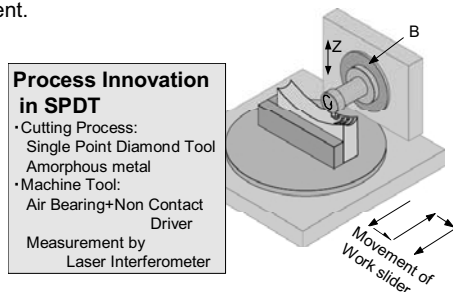 ent.
Process Innovation
in SPDT
・Cutting Process:
Single Point Diamond Tool
Amorphous metal
・Machine Tool:
Air Bearing+Non Contact
Driver
Measurement by
Laser Interferometer
B
Z
C
Movement of
Work slider